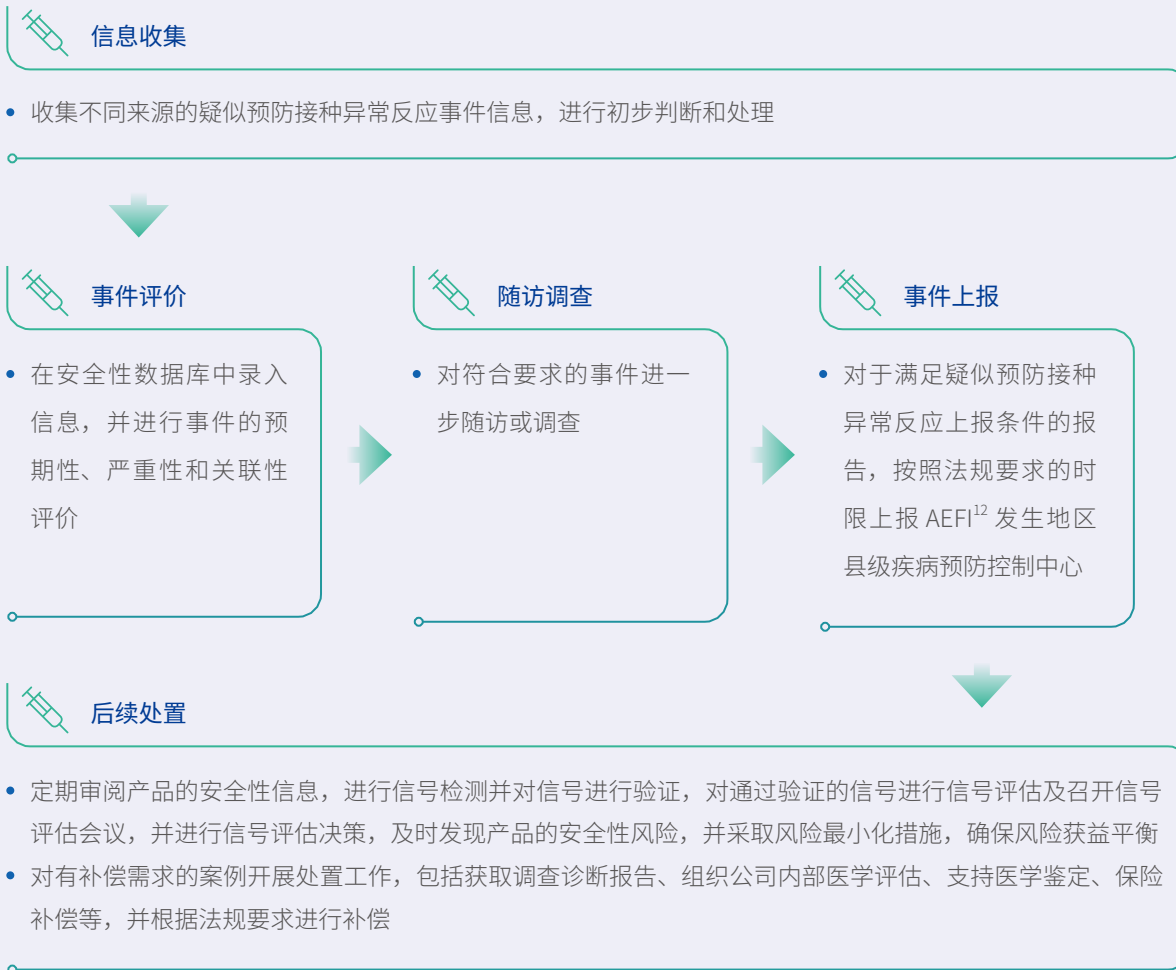 信息收集
• 收集不同来源的疑似预防接种异常反应事件信息，进行初步判断和处理
事件评价
• 在安全性数据库中录入
信息，并进行事件的预
期性、严重性和关联性
评价
随访调查
• 对符合要求的事件进一
步随访或调查
事件上报
• 对于满足疑似预防接种
异常反应上报条件的报
告，按照法规要求的时
限上报 AEFI¹² 发生地区
县级疾病预防控制中心
后续处置
• 定期审阅产品的安全性信息，进行信号检测并对信号进行验证，对通过验证的信号进行信号评估及召开信号
评估会议，并进行信号评估决策，及时发现产品的安全性风险，并采取风险最小化措施，确保风险获益平衡
• 对有补偿需求的案例开展处置工作，包括获取调查诊断报告、组织公司内部医学评估、支持医学鉴定、保险
补偿等，并根据法规要求进行补偿